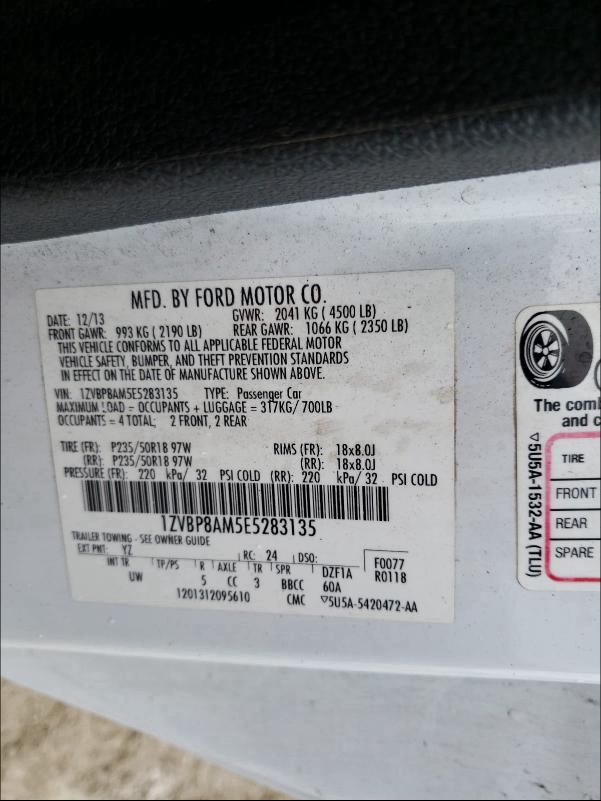 MFD. BY FORD MOTOR CO.
DATE: 12/13 GVWR: 2041 KG ( 4500 LB)
FRONT GAWR: 993 KG ( 2190 LB) REAR GAWR: 1066 KG ( 2350 LB)
THIS VEHICLE CONFORMS TO ALL APPLICABLE FEDERAL MOTOR
VEHICLE SAFETY, BUMPER, AND THEFT PREVENTION STANDARDS
IN EFFECT ON THE DATE OF MANUFACTURE SHOWN ABOVE.
VIN: 1ZVBP8AM5E5283135 TYPE: Passenger Car
MAXIMUM LOAD = OCCUPANTS + LUGGAGE = 317KG/ 700LB
OCCUPANTS = 4 TOTAL; 2 FRONT, 2 REAR
TIRE (FR): P235/50R18 97W RIMS (FR): 18x8.0J
(RR): P235/50R18 97W (RR): 18x8.0J
PRESSURE (FR): 220 kPa/ 32 PSI COLD (RR): 220 kPa/ 32 PSI COLD
1ZVBP8AM5E5283135
TRAILER TOWING - SEE OWNER GUIDE
EXT PNT: YZ RC: 24 DSO: F0077
INT TR TP/PS R AXLE TR SPR DZF1A R0118
UW 5 CC 3 BBCC 60A
1201312095610 CMC ▽5U5A-5420472-AA
The comb
and c
TIRE
FRONT
REAR
SPARE
▽5U5A-1532-AA (TLU)